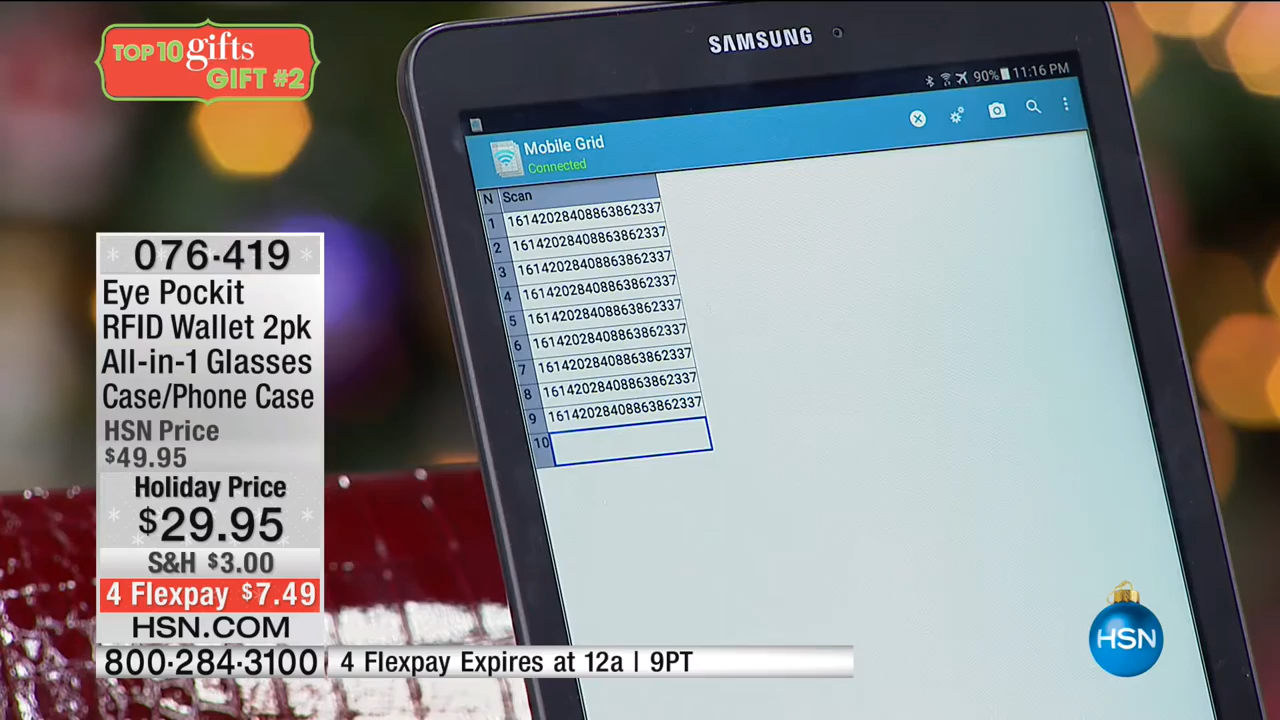 TOP 10 gifts
GIFT #2
SAMSUNG
90% 11:16 PM
Mobile Grid
Connected
N Scan
1 16142028408863862337
2 16142028408863862337
3 16142028408863862337
4 16142028408863862337
5 16142028408863862337
6 16142028408863862337
7 16142028408863862337
8 16142028408863862337
9 16142028408863862337
10
076-419
Eye Pockit
RFID Wallet 2pk
All-in-1 Glasses
Case/Phone Case
HSN Price
$49.95
Holiday Price
$29.95
S&H $3.00
4 Flexpay $7.49
HSN.COM
800-284-3100
4 Flexpay Expires at 12a | 9PT
HSN